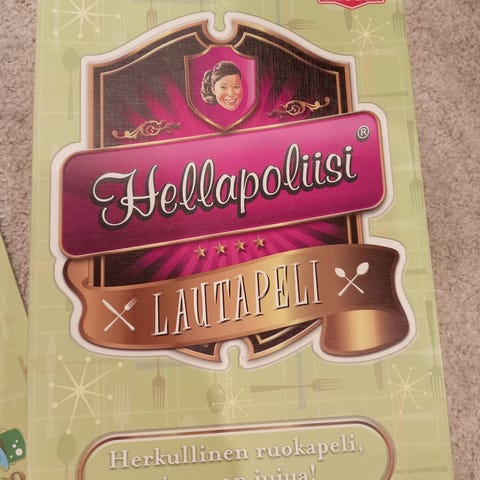 Hellapoliisi ®
LAUTAPELI
Herkullinen ruokapeli,